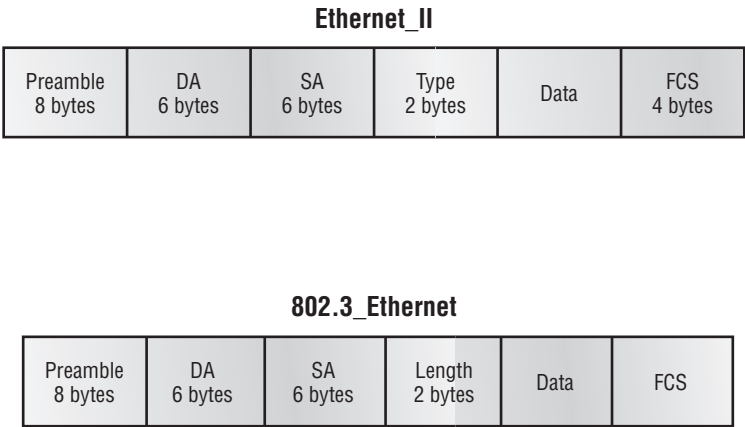 Ethernet_II
Preamble DA SA Type Data FCS
8 bytes 6 bytes 6 bytes 2 bytes 4 bytes
802.3_Ethernet
Preamble DA SA Length Data FCS
8 bytes 6 bytes 6 bytes 2 bytes